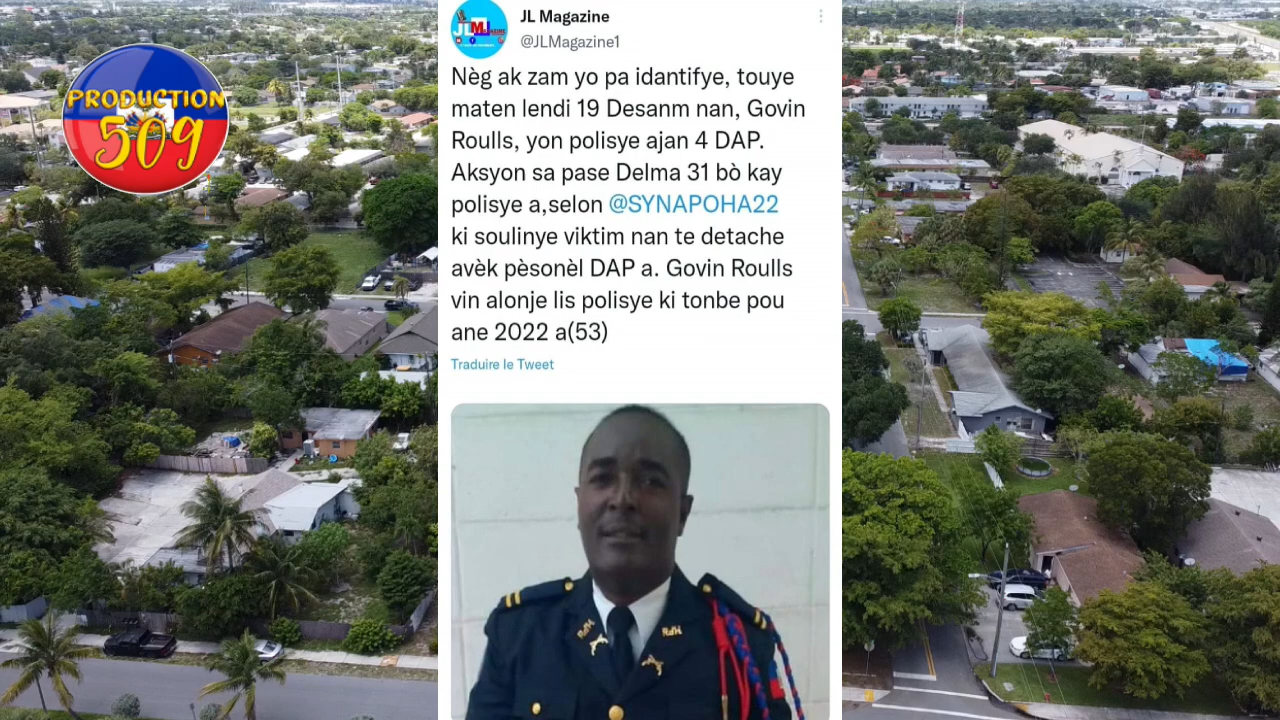 PRODUCTION
509
JL Magazine
@JLMagazine1
Nèg ak zam yo pa idantifye, touye
maten lendi 19 Desanm nan, Govin
Roulls, yon polisye ajan 4 DAP.
Aksyon sa pase Delma 31 bò kay
polisye a,selon @SYNAPOHA22
ki soulinye viktim nan te detache
avèk pèsonèl DAP a. Govin Roulls
vin alonje lis polisye ki tonbe pou
ane 2022 a(53)
Traduire le Tweet
RdH
RdH